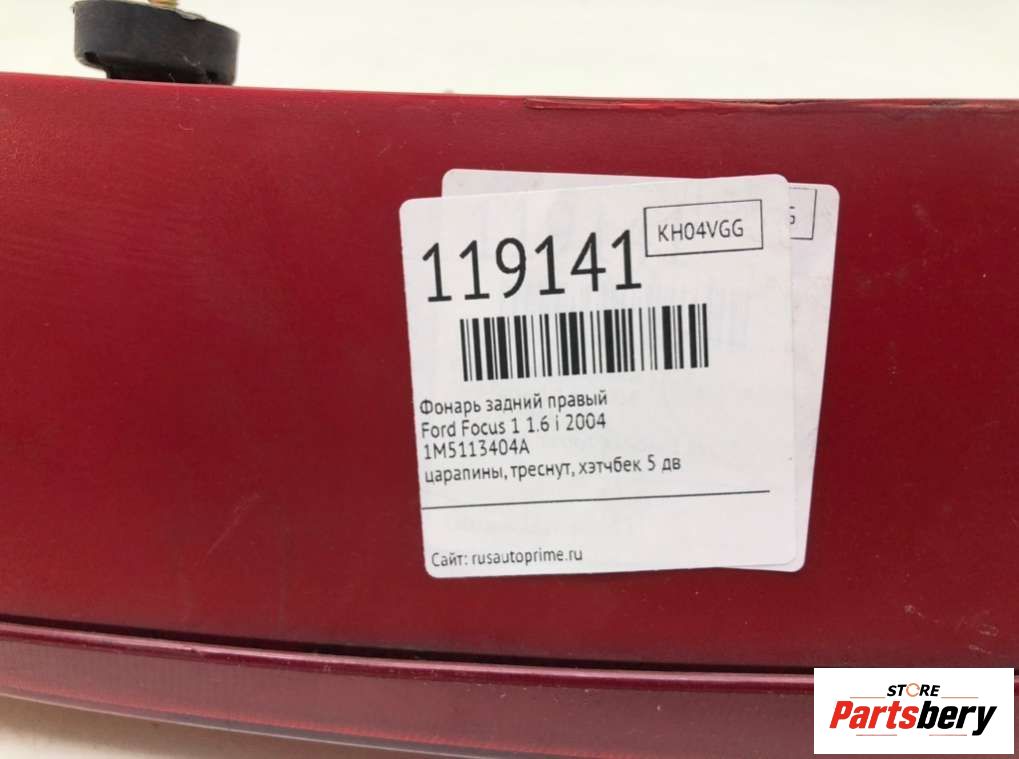 119141
KH04VGG
Фонарь задний правый
Ford Focus 1 1.6 i 2004
1M5113404A
царапины, треснут, хэтчбек 5 дв
Сайт: rusautoprime.ru
STORE
Partsbery